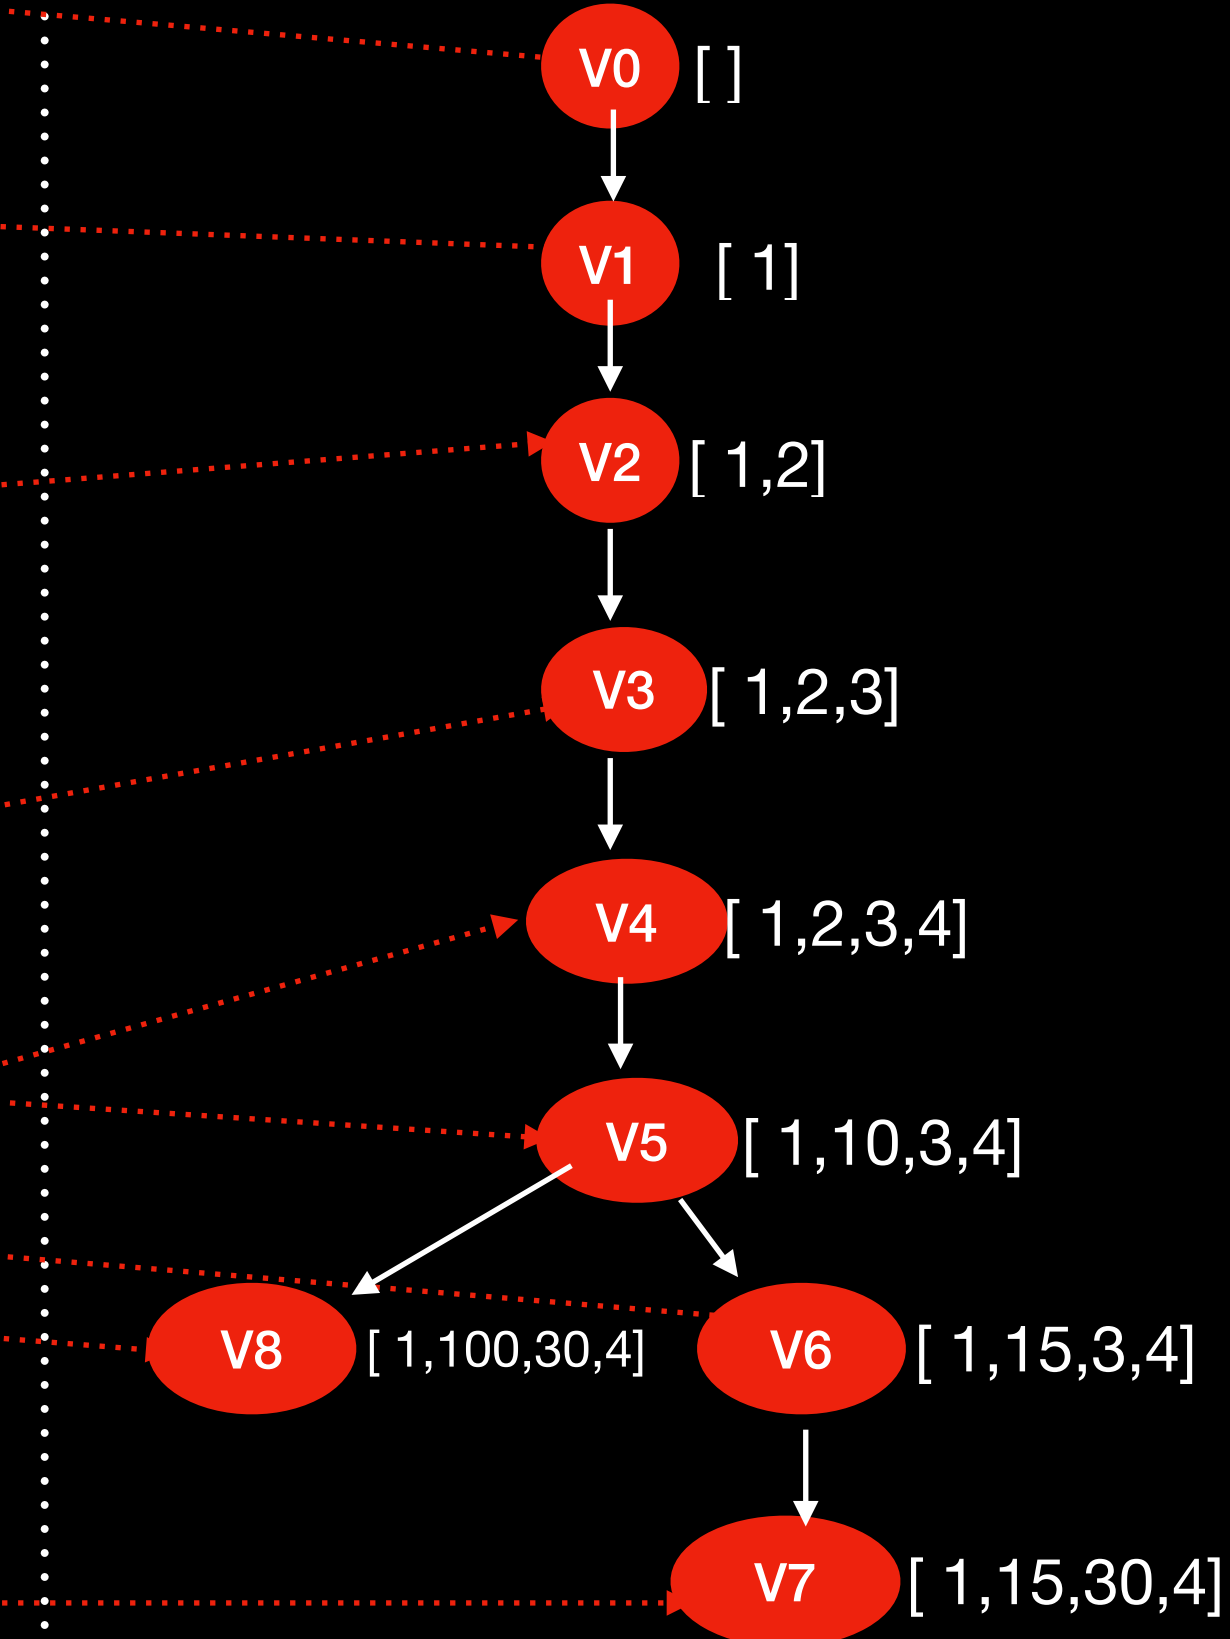 V0 [ ]
V1 [ 1]
V2 [ 1,2]
V3 [ 1,2,3]
V4 [ 1,2,3,4]
V5 [ 1,10,3,4]
V8 [ 1,100,30,4] V6 [ 1,15,3,4]
V7 [ 1,15,30,4]